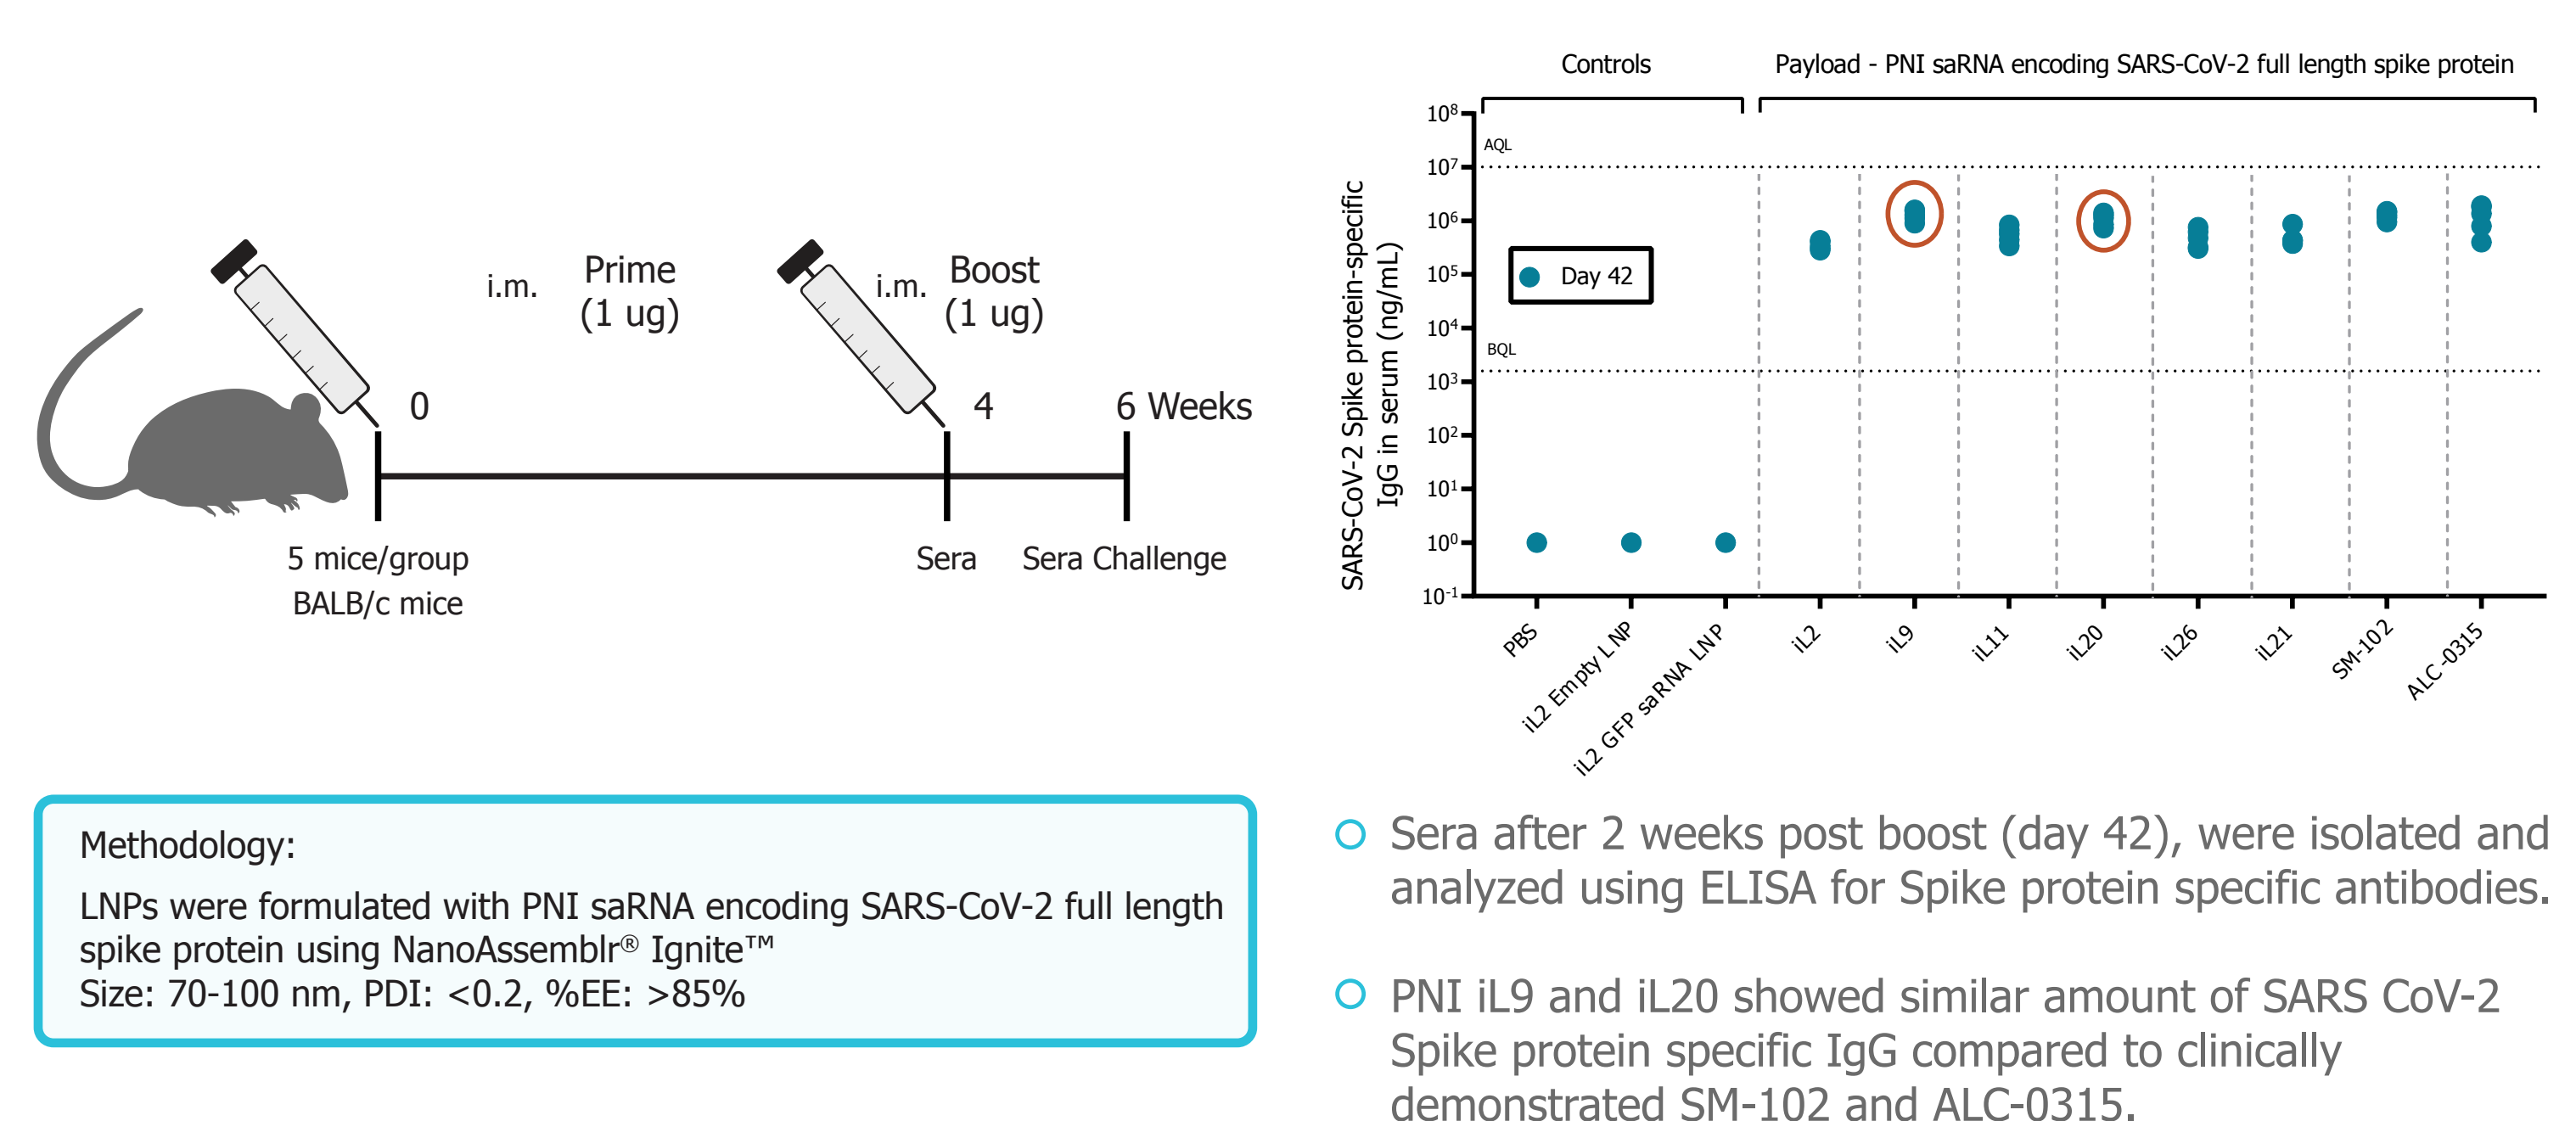 i.m.
Prime
(1 ug)
i.m.
Boost
(1 ug)
0
4
6 Weeks
5 mice/group
BALB/c mice
Sera
Sera Challenge
Methodology:
LNPs were formulated with PNI saRNA encoding SARS-CoV-2 full length
spike protein using NanoAssemblr® Ignite™
Size: 70-100 nm, PDI: <0.2, %EE: >85%
Controls
Payload - PNI saRNA encoding SARS-CoV-2 full length spike protein
SARS-CoV-2 Spike protein-specific
IgG in serum (ng/mL)
10⁸
10⁷
10⁶
10⁵
10⁴
10³
10²
10¹
10⁰
10⁻¹
AQL
BQL
Day 42
PBS
iL2 Empty LNP
iL2 GFP saRNA LNP
iL2
iL9
iL11
iL20
iL26
iL21
SM-102
ALC-0315
Sera after 2 weeks post boost (day 42), were isolated and
analyzed using ELISA for Spike protein specific antibodies.
PNI iL9 and iL20 showed similar amount of SARS CoV-2
Spike protein specific IgG compared to clinically
demonstrated SM-102 and ALC-0315.